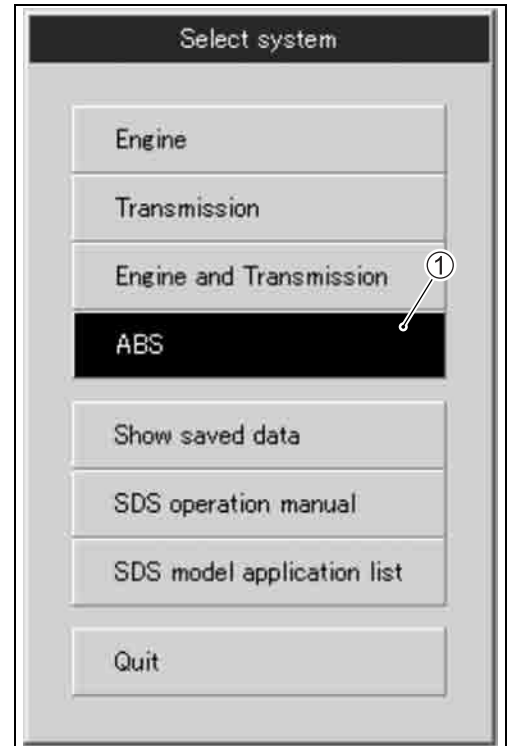 Select system
Engine
Transmission
Engine and Transmission
①
ABS
Show saved data
SDS operation manual
SDS model application list
Quit